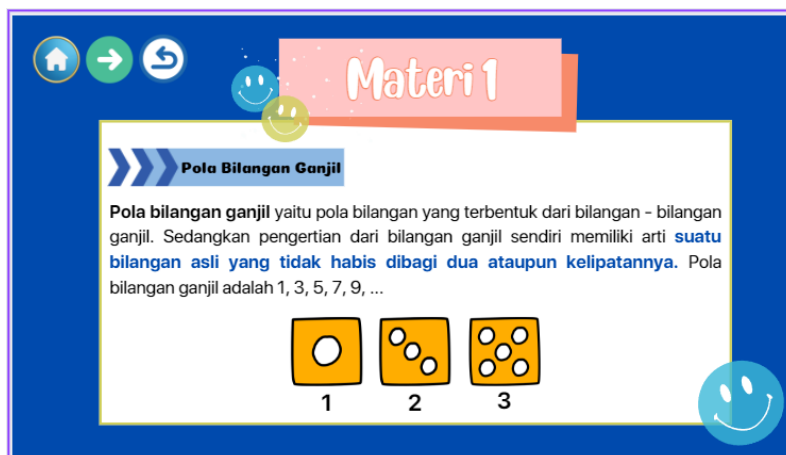 Materi 1
Pola Bilangan Ganjil
Pola bilangan ganjil yaitu pola bilangan yang terbentuk dari bilangan - bilangan
ganjil. Sedangkan pengertian dari bilangan ganjil sendiri memiliki arti suatu
bilangan asli yang tidak habis dibagi dua ataupun kelipatannya. Pola
bilangan ganjil adalah 1, 3, 5, 7, 9, ...
1 2 3